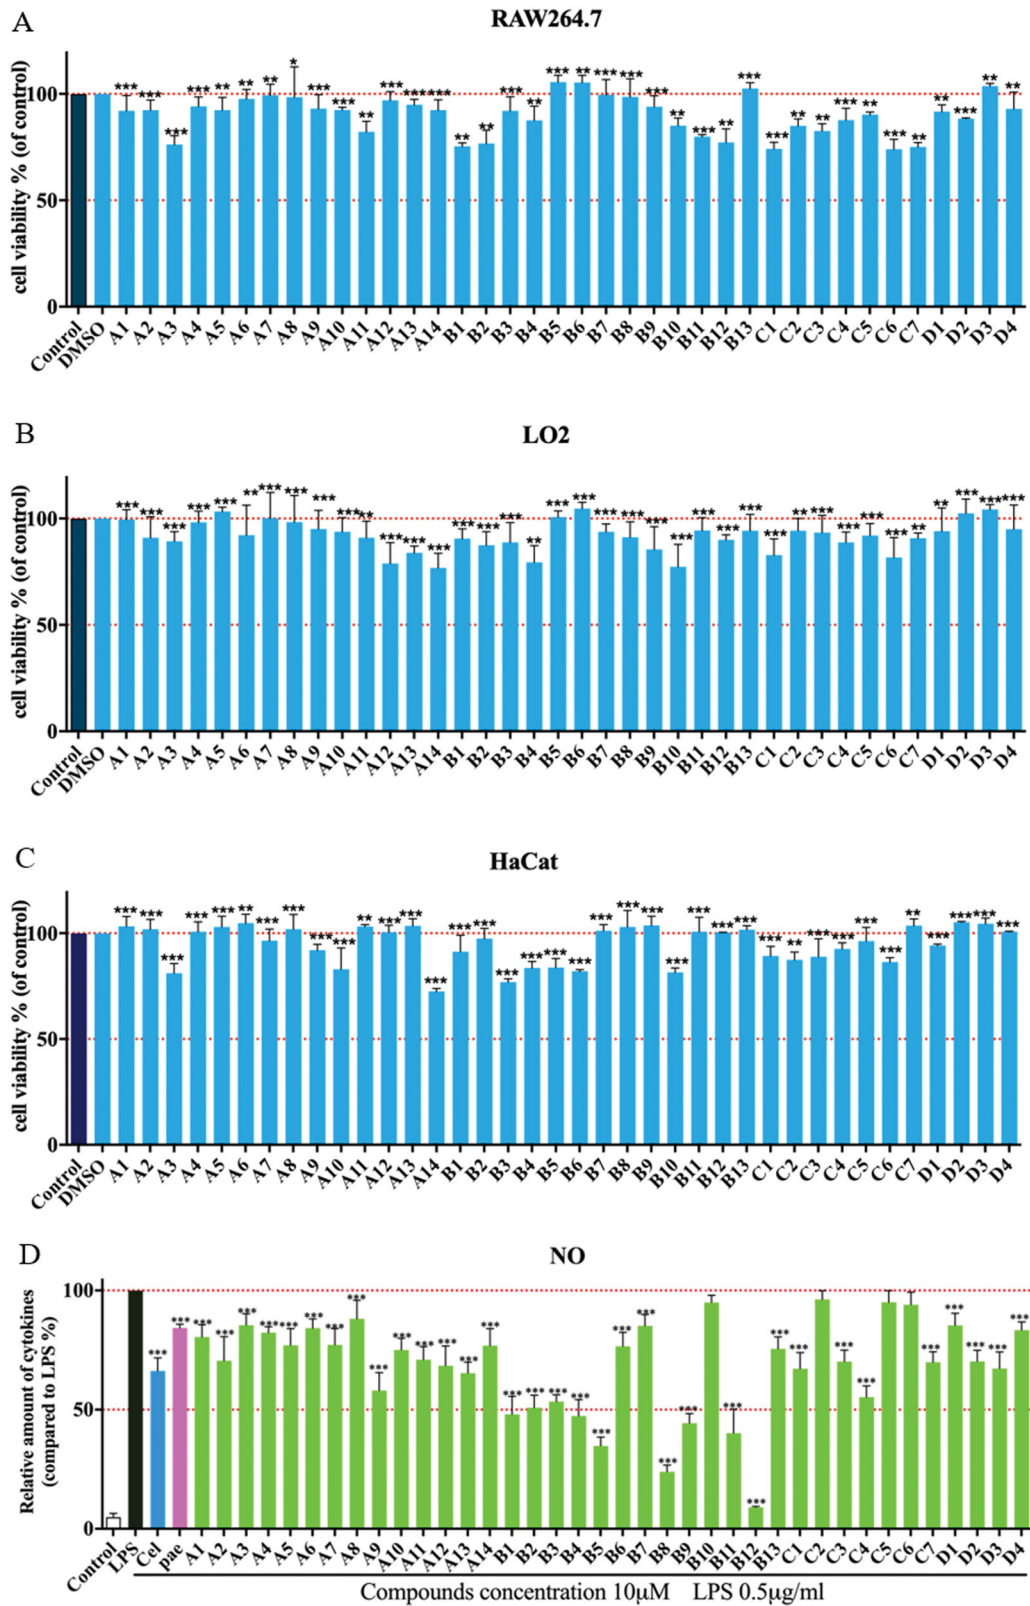 A
RAW264.7
cell viability % (of control)
100
50
0
Control DMSO A1 A2 A3 A4 A5 A6 A7 A8 A9 A10 A11 A12 A13 A14 B1 B2 B3 B4 B5 B6 B7 B8 B9 B10 B11 B12 B13 C1 C2 C3 C4 C5 C6 C7 D1 D2 D3 D4
*** *** *** *** ** ** ** * *** *** ** *** *** *** ** ** *** ** *** ** *** *** *** ** *** ** *** *** ** ** *** ** *** ** ** *** ** **
B
LO2
cell viability % (of control)
100
50
0
Control DMSO A1 A2 A3 A4 A5 A6 A7 A8 A9 A10 A11 A12 A13 A14 B1 B2 B3 B4 B5 B6 B7 B8 B9 B10 B11 B12 B13 C1 C2 C3 C4 C5 C6 C7 D1 D2 D3 D4
*** *** *** *** *** ** *** *** *** *** ** *** *** *** *** *** *** ** *** *** *** *** *** *** *** *** *** *** ** *** *** *** *** ** ** *** *** ***
C
HaCat
cell viability % (of control)
100
50
0
Control DMSO A1 A2 A3 A4 A5 A6 A7 A8 A9 A10 A11 A12 A13 A14 B1 B2 B3 B4 B5 B6 B7 B8 B9 B10 B11 B12 B13 C1 C2 C3 C4 C5 C6 C7 D1 D2 D3 D4
*** *** *** *** *** ** *** *** *** *** ** *** *** *** *** *** *** *** *** *** *** *** *** *** *** *** *** *** ** *** *** *** *** ** *** *** *** ***
D
NO
Relative amount of cytokines
(compared to LPS %)
100
50
0
*** *** *** *** *** *** *** *** *** *** *** *** *** *** *** *** *** *** *** *** *** *** *** *** *** *** *** *** *** *** *** *** *** *** *** ***
Control LPS Cel pac A1 A2 A3 A4 A5 A6 A7 A8 A9 A10 A11 A12 A13 A14 B1 B2 B3 B4 B5 B6 B7 B8 B9 B10 B11 B12 B13 C1 C2 C3 C4 C5 C6 C7 D1 D2 D3 D4
Compounds concentration 10μM LPS 0.5μg/ml